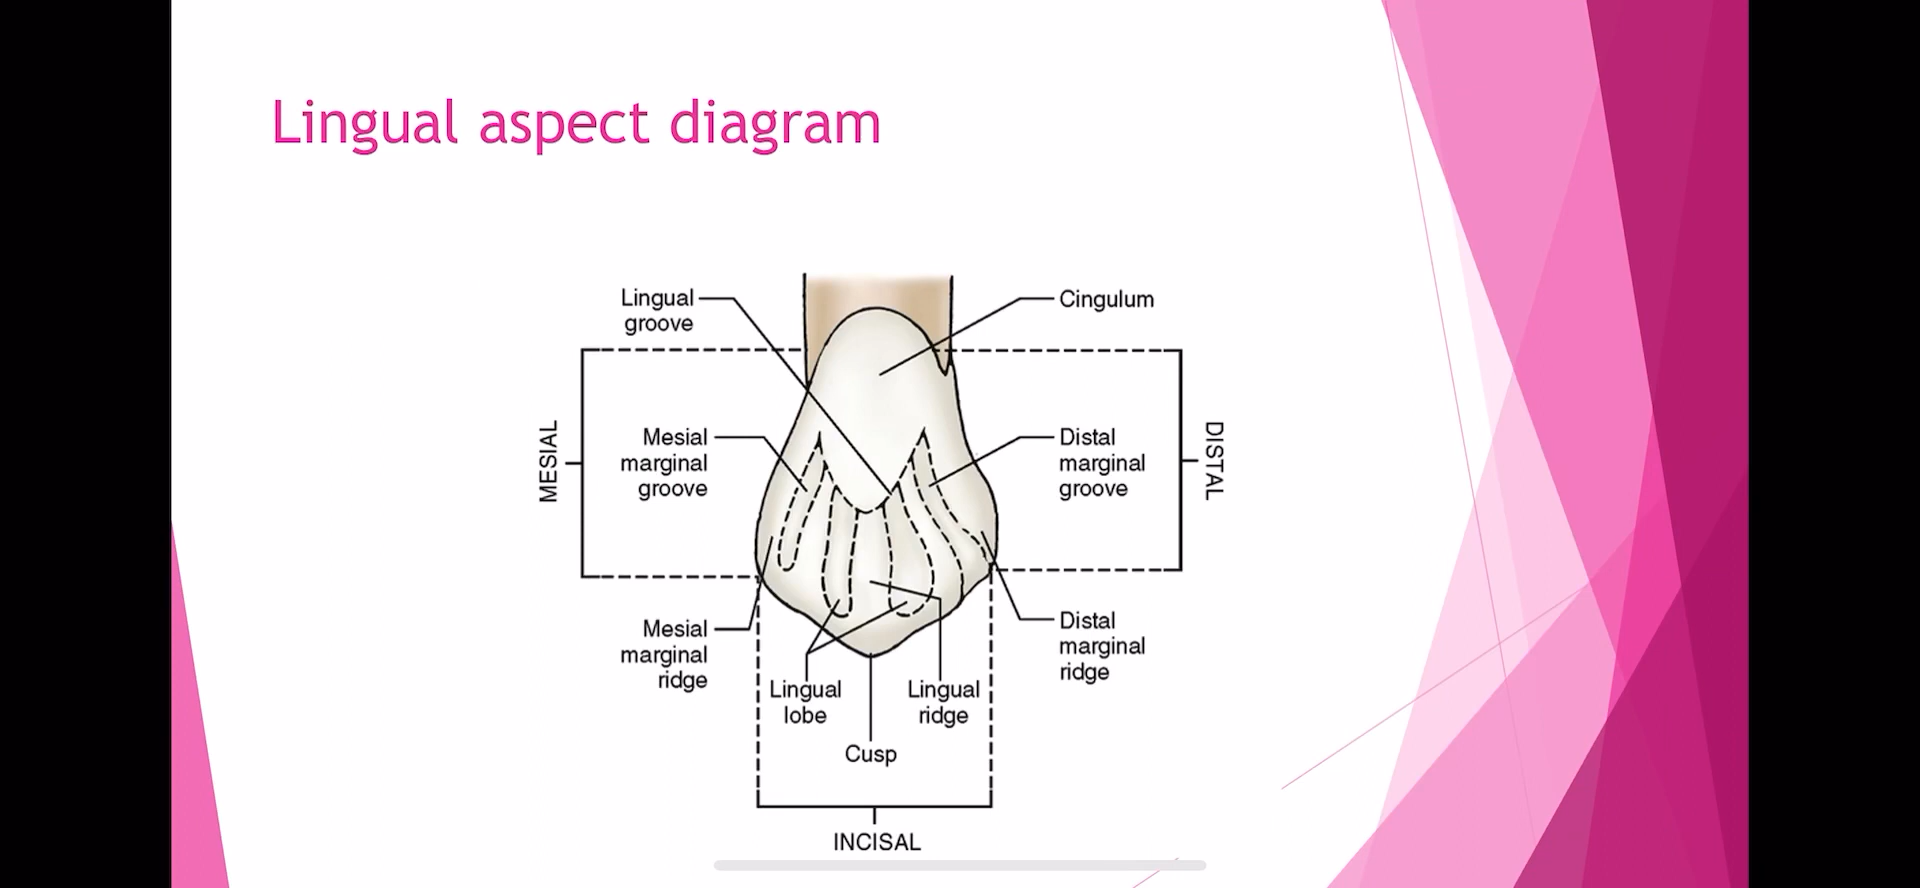 Lingual aspect diagram
Lingual
groove
Cingulum
MESIAL
Mesial
marginal
groove
Distal
marginal
groove
DISTAL
Mesial
marginal
ridge
Distal
marginal
ridge
Lingual
lobe
Lingual
ridge
Cusp
INCISAL